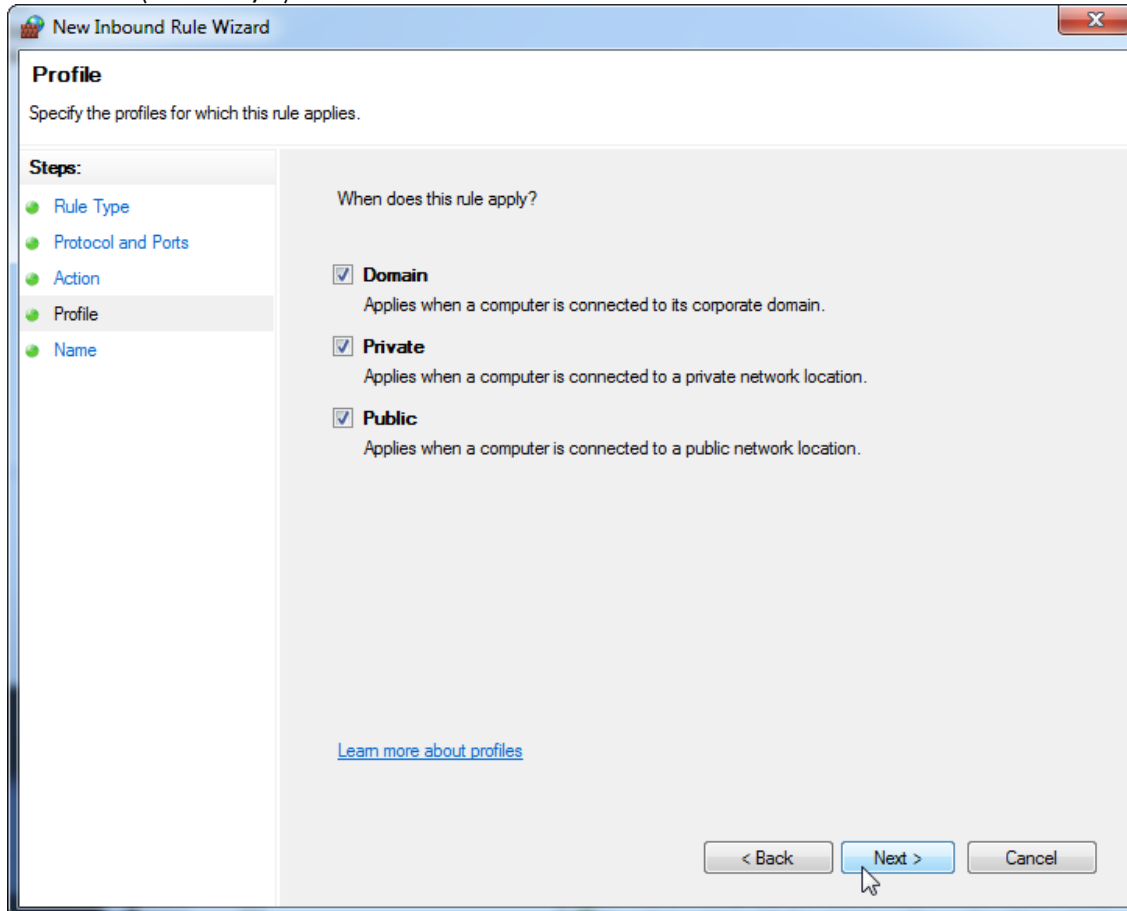 New Inbound Rule Wizard
Profile
Specify the profiles for which this rule applies.
Steps:
Rule Type
Protocol and Ports
Action
Profile
Name
When does this rule apply?
Domain
Applies when a computer is connected to its corporate domain.
Private
Applies when a computer is connected to a private network location.
Public
Applies when a computer is connected to a public network location.
Learn more about profiles
< Back
Next >
Cancel